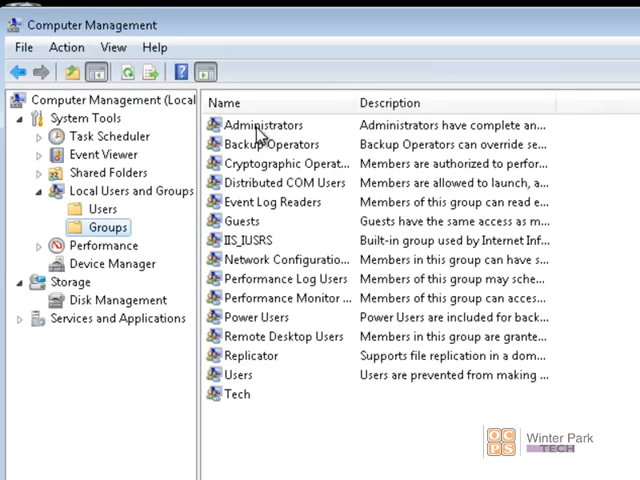 Computer Management
File Action View Help
Computer Management (Local
System Tools
Task Scheduler
Event Viewer
Shared Folders
Local Users and Groups
Users
Groups
Performance
Device Manager
Storage
Disk Management
Services and Applications
Name Description
Administrators Administrators have complete an...
Backup Operators Backup Operators can override se...
Cryptographic Operat... Members are authorized to perfor...
Distributed COM Users Members are allowed to launch, a...
Event Log Readers Members of this group can read e...
Guests Guests have the same access as m...
IIS_IUSRS Built-in group used by Internet Inf...
Network Configuratio... Members in this group can have s...
Performance Log Users Members of this group may sche...
Performance Monitor ... Members of this group can acces...
Power Users Power Users are included for back...
Remote Desktop Users Members in this group are grante...
Replicator Supports file replication in a dom...
Users Users are prevented from making ...
Tech
OCPS
Winter Park
TECH